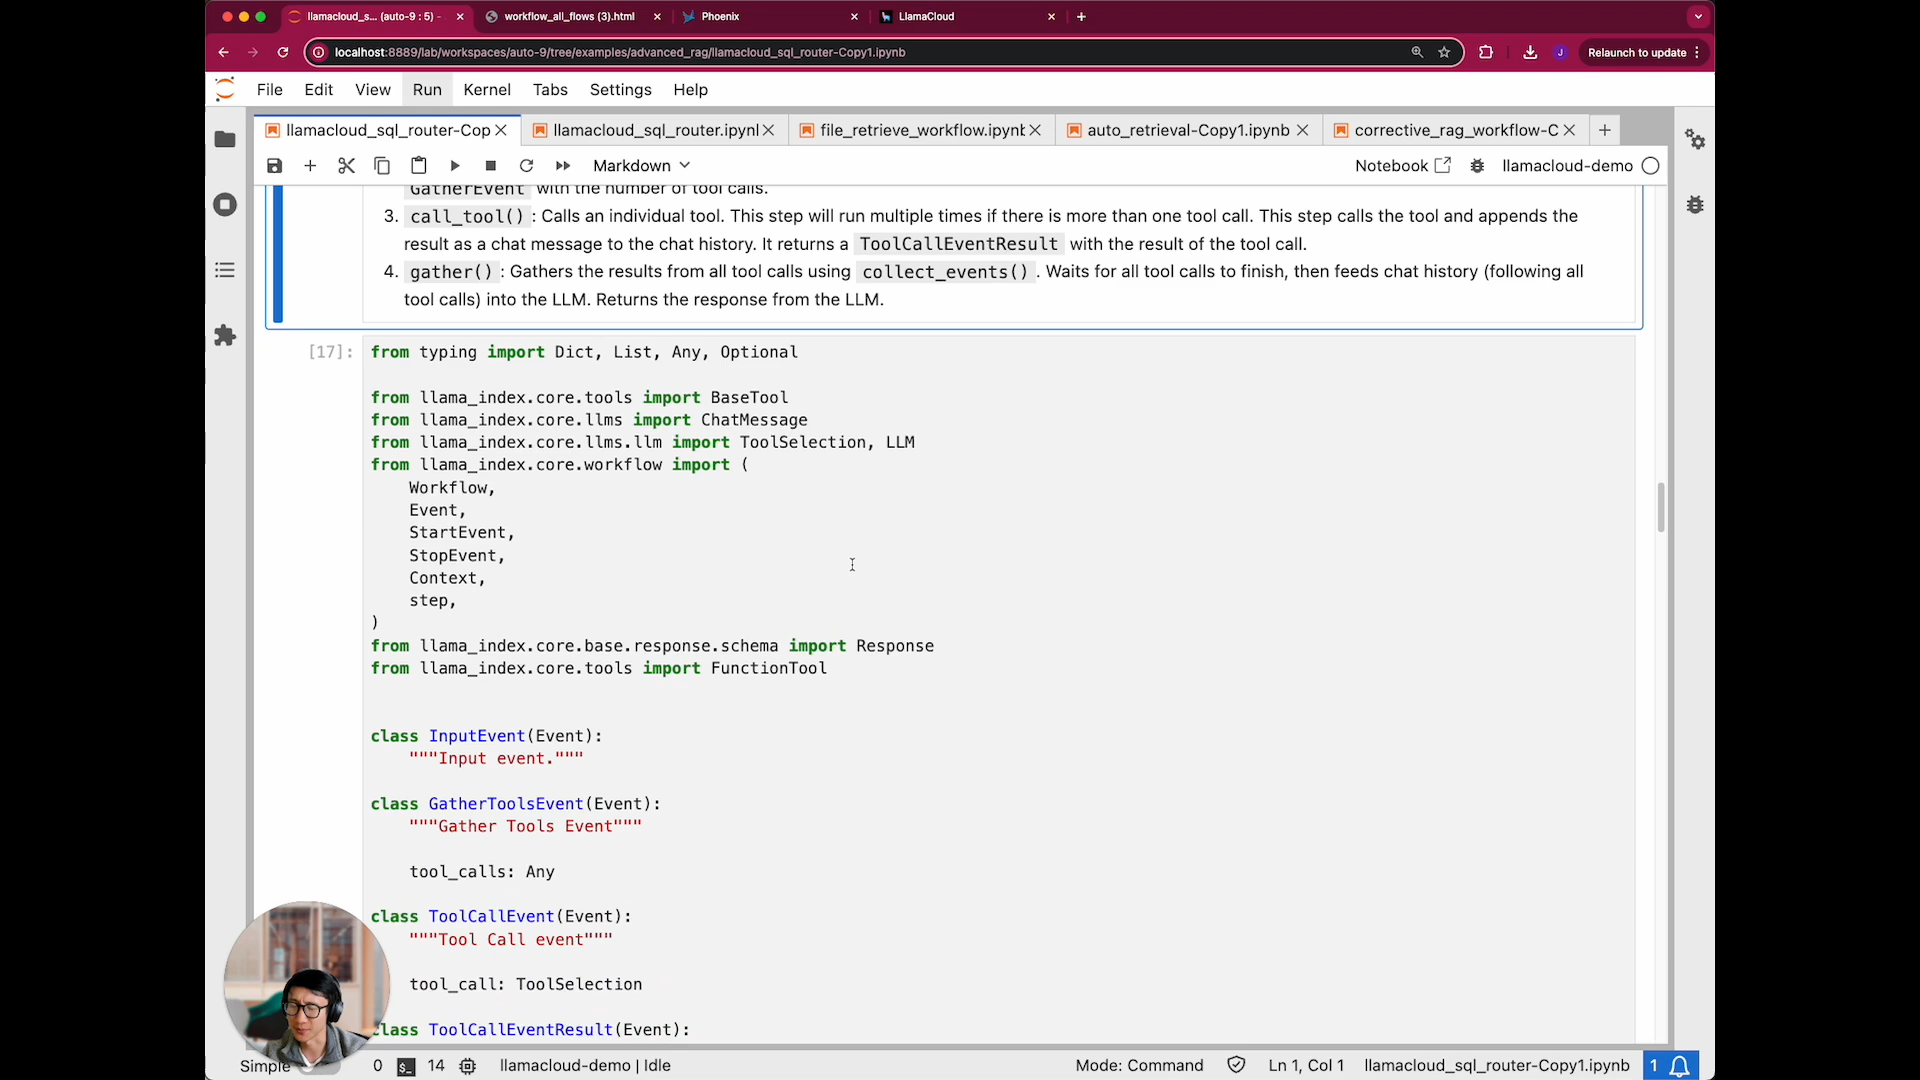 llamacloud_s... (auto-9 : 5) -
workflow_all_flows (3).html
Phoenix
LlamaCloud
localhost:8889/lab/workspaces/auto-9/tree/examples/advanced_rag/llamacloud_sql_router-Copy1.ipynb
J
Relaunch to update
File Edit View Run Kernel Tabs Settings Help
llamacloud_sql_router-Cop
llamacloud_sql_router.ipynl
file_retrieve_workflow.ipynt
auto_retrieval-Copy1.ipynb
corrective_rag_workflow-C
Markdown
Notebook
llamacloud-demo
GatherEvent with the number of tool calls.
3. call_tool() : Calls an individual tool. This step will run multiple times if there is more than one tool call. This step calls the tool and appends the
result as a chat message to the chat history. It returns a ToolCallEventResult with the result of the tool call.
4. gather() : Gathers the results from all tool calls using collect_events() . Waits for all tool calls to finish, then feeds chat history (following all
tool calls) into the LLM. Returns the response from the LLM.
[17]: from typing import Dict, List, Any, Optional
from llama_index.core.tools import BaseTool
from llama_index.core.llms import ChatMessage
from llama_index.core.llms.llm import ToolSelection, LLM
from llama_index.core.workflow import (
Workflow,
Event,
StartEvent,
StopEvent,
Context,
step,
)
from llama_index.core.base.response.schema import Response
from llama_index.core.tools import FunctionTool
class InputEvent(Event):
"""Input event."""
class GatherToolsEvent(Event):
"""Gather Tools Event"""
tool_calls: Any
class ToolCallEvent(Event):
"""Tool Call event"""
tool_call: ToolSelection
class ToolCallEventResult(Event):
Simple 0 14 llamacloud-demo | Idle Mode: Command Ln 1, Col 1 llamacloud_sql_router-Copy1.ipynb 1